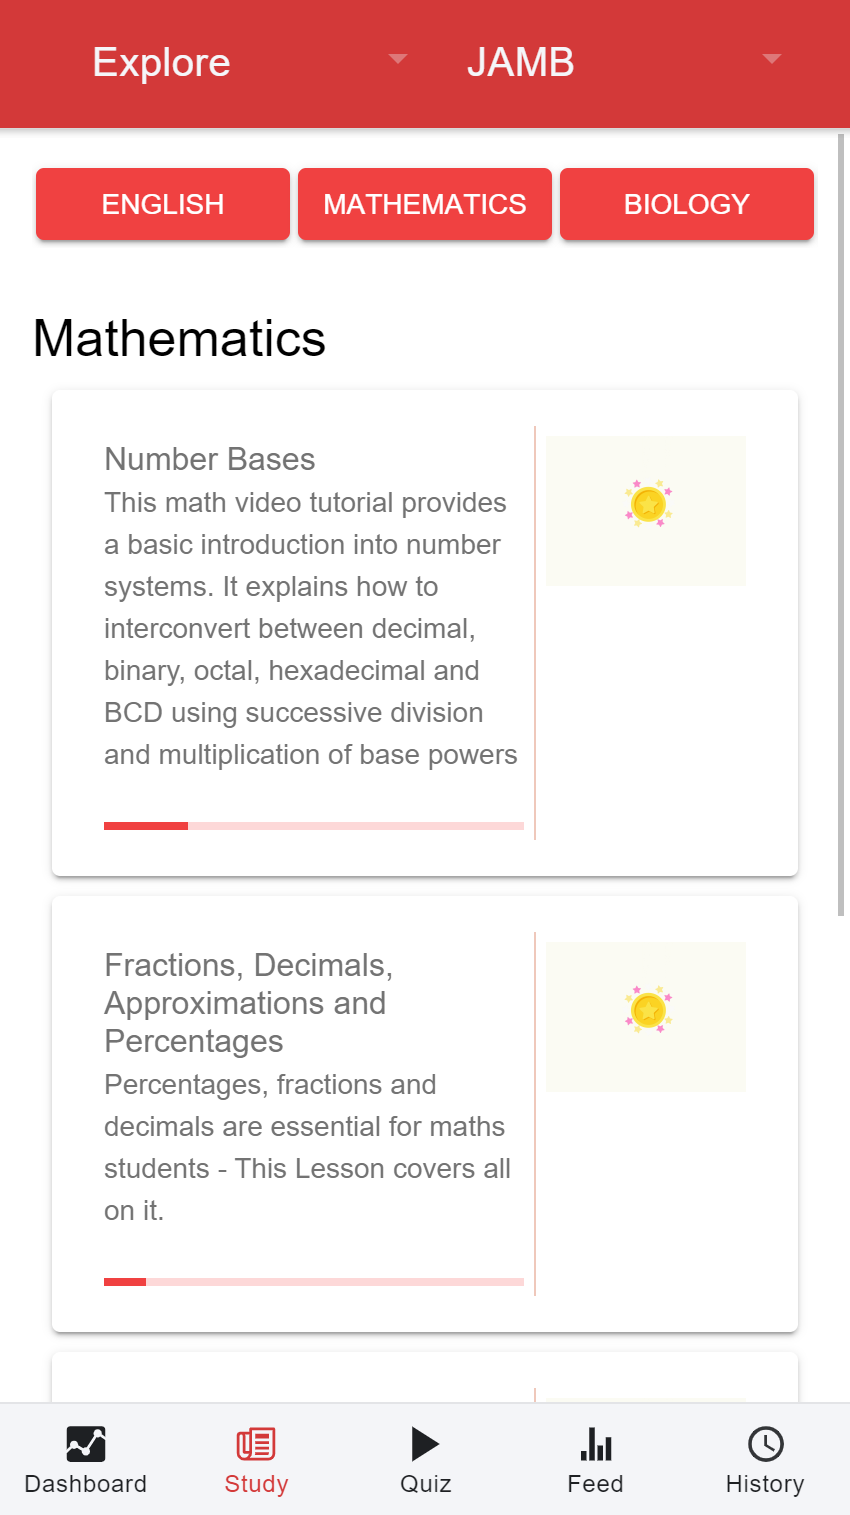 Explore
JAMB
ENGLISH
MATHEMATICS
BIOLOGY
Mathematics
Number Bases
This math video tutorial provides
a basic introduction into number
systems. It explains how to
interconvert between decimal,
binary, octal, hexadecimal and
BCD using successive division
and multiplication of base powers
Fractions, Decimals,
Approximations and
Percentages
Percentages, fractions and
decimals are essential for maths
students - This Lesson covers all
on it.
Dashboard
Study
Quiz
Feed
History